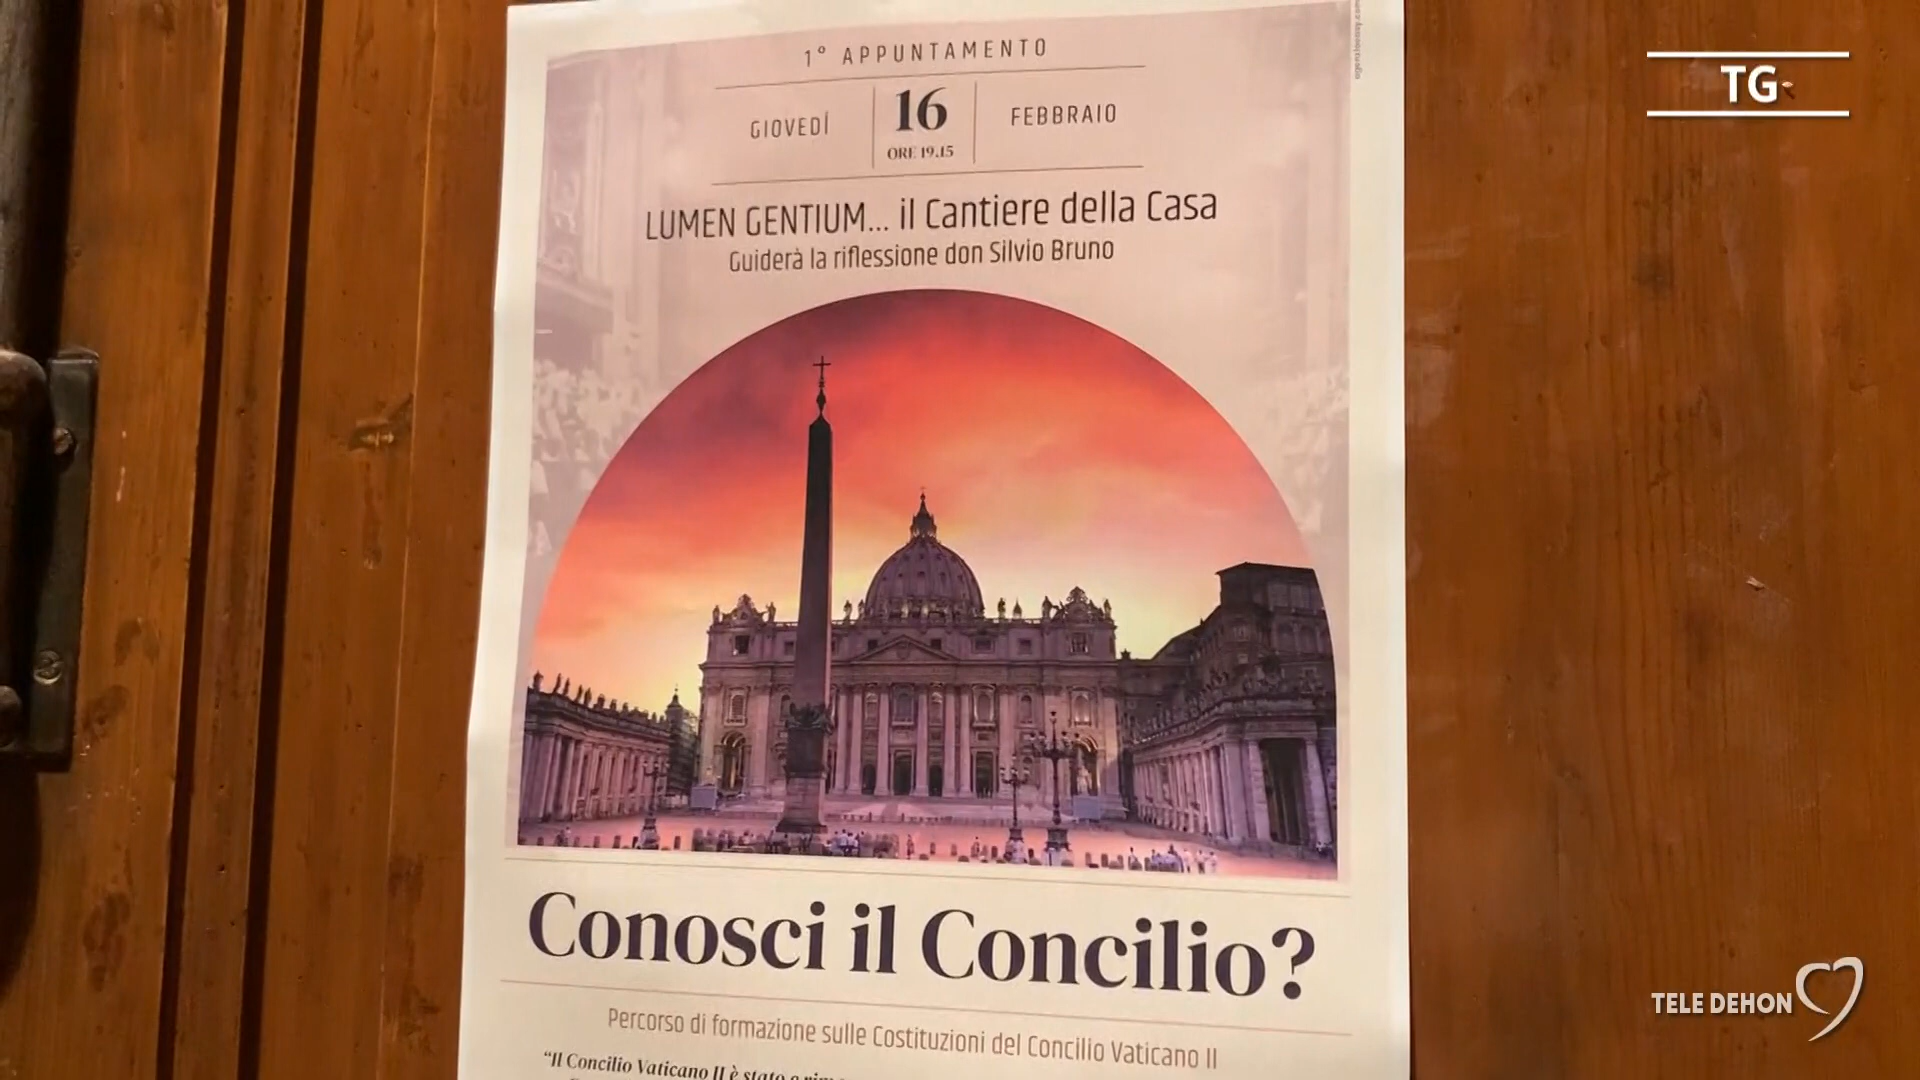 1° APPUNTAMENTO
GIOVEDÌ
16
ORE 19.15
FEBBRAIO
LUMEN GENTIUM... il Cantiere della Casa
Guiderà la riflessione don Silvio Bruno
Conosci il Concilio?
Percorso di formazione sulle Costituzioni del Concilio Vaticano II
“Il Concilio Vaticano II è stato
TG
TELE DEHON